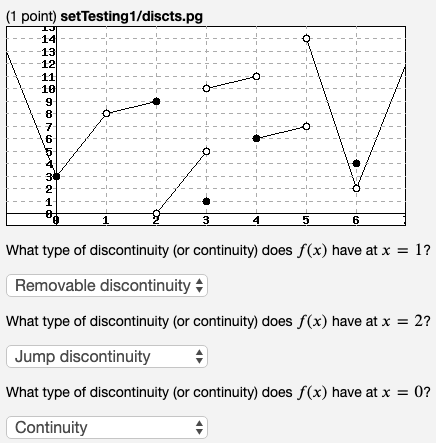 (1 point) setTesting1/discts.pg
15
14
13
12
11
10
9
8
7
6
5
4
3
2
1
0
0 1 2 3 4 5 6 7
What type of discontinuity (or continuity) does f(x) have at x = 1?
Removable discontinuity
What type of discontinuity (or continuity) does f(x) have at x = 2?
Jump discontinuity
What type of discontinuity (or continuity) does f(x) have at x = 0?
Continuity